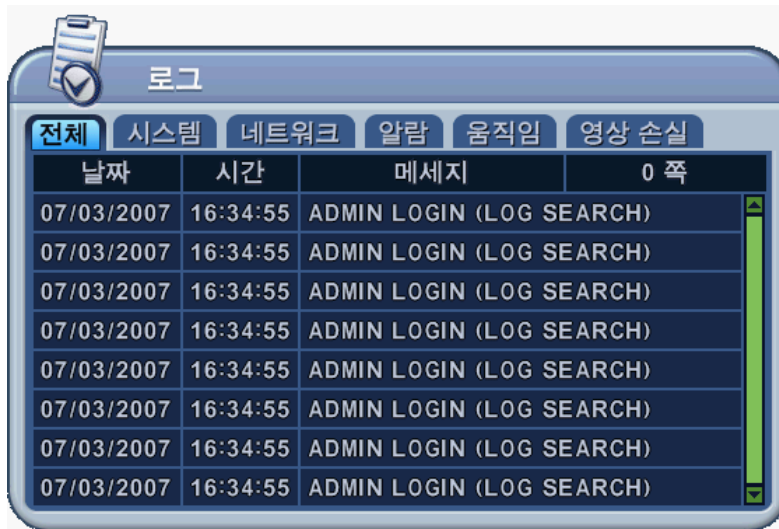 로그
전체 시스템 네트워크 알람 움직임 영상 손실
날짜 시간 메세지 0 쪽
07/03/2007 16:34:55 ADMIN LOGIN (LOG SEARCH)
07/03/2007 16:34:55 ADMIN LOGIN (LOG SEARCH)
07/03/2007 16:34:55 ADMIN LOGIN (LOG SEARCH)
07/03/2007 16:34:55 ADMIN LOGIN (LOG SEARCH)
07/03/2007 16:34:55 ADMIN LOGIN (LOG SEARCH)
07/03/2007 16:34:55 ADMIN LOGIN (LOG SEARCH)
07/03/2007 16:34:55 ADMIN LOGIN (LOG SEARCH)
07/03/2007 16:34:55 ADMIN LOGIN (LOG SEARCH)